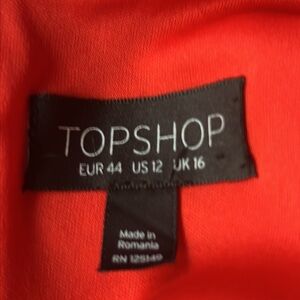 TOPSHOP
EUR 44 US 12 UK 16
Made in
Romania
RN 125149